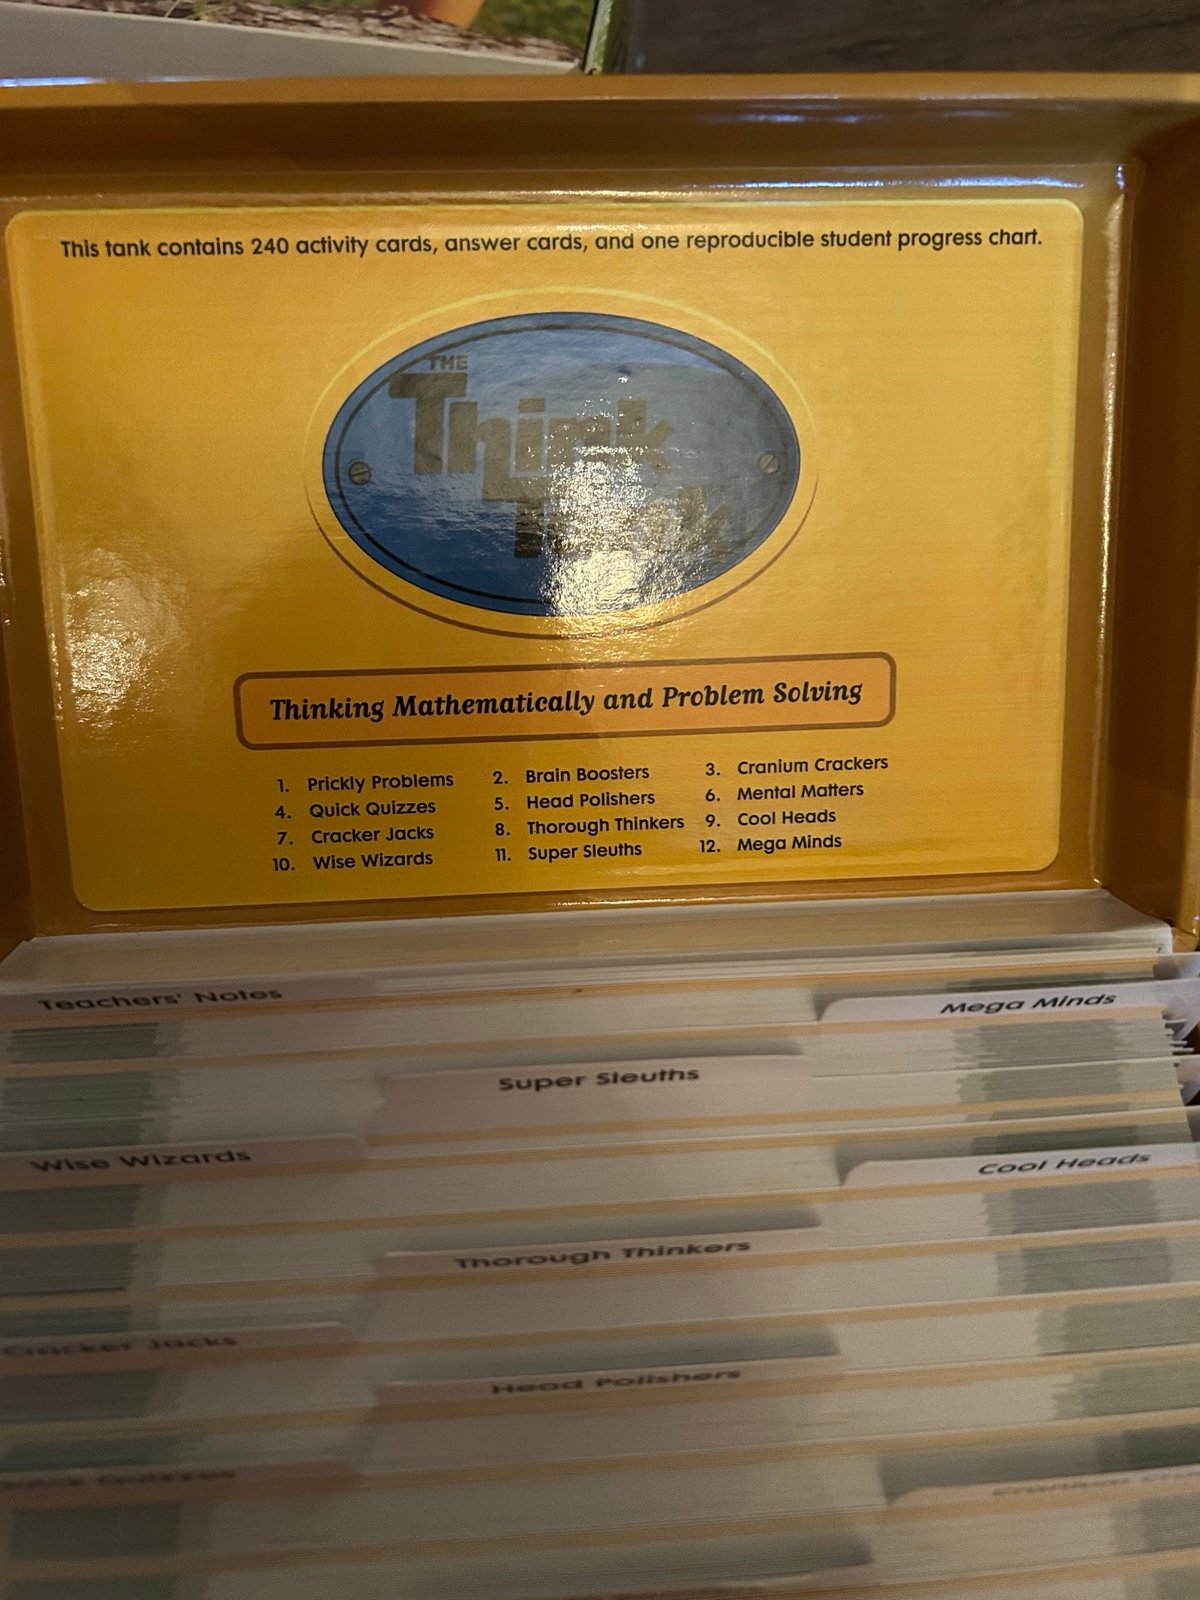 This tank contains 240 activity cards, answer cards, and one reproducible student progress chart.
THE
Think
Tank
Thinking Mathematically and Problem Solving
1. Prickly Problems 2. Brain Boosters 3. Cranium Crackers
4. Quick Quizzes 5. Head Polishers 6. Mental Matters
7. Cracker Jacks 8. Thorough Thinkers 9. Cool Heads
10. Wise Wizards 11. Super Sleuths 12. Mega Minds
Teachers' Notes
Mega Minds
Super Sleuths
Wise Wizards
Cool Heads
Thorough Thinkers
Cracker Jacks
Head Polishers
Quizzes
Cranium